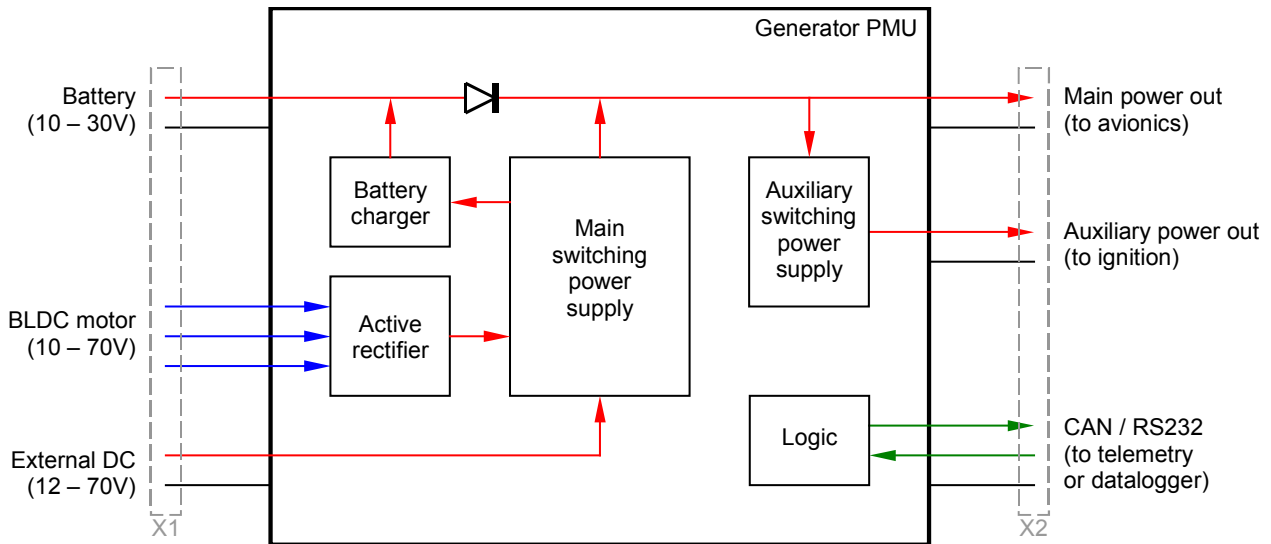 Generator PMU
Battery
(10 – 30V)
BLDC motor
(10 – 70V)
External DC
(12 – 70V)
X1
Battery
charger
Active
rectifier
Main
switching
power
supply
Auxiliary
switching
power
supply
Logic
Main power out
(to avionics)
Auxiliary power out
(to ignition)
CAN / RS232
(to telemetry
or datalogger)
X2